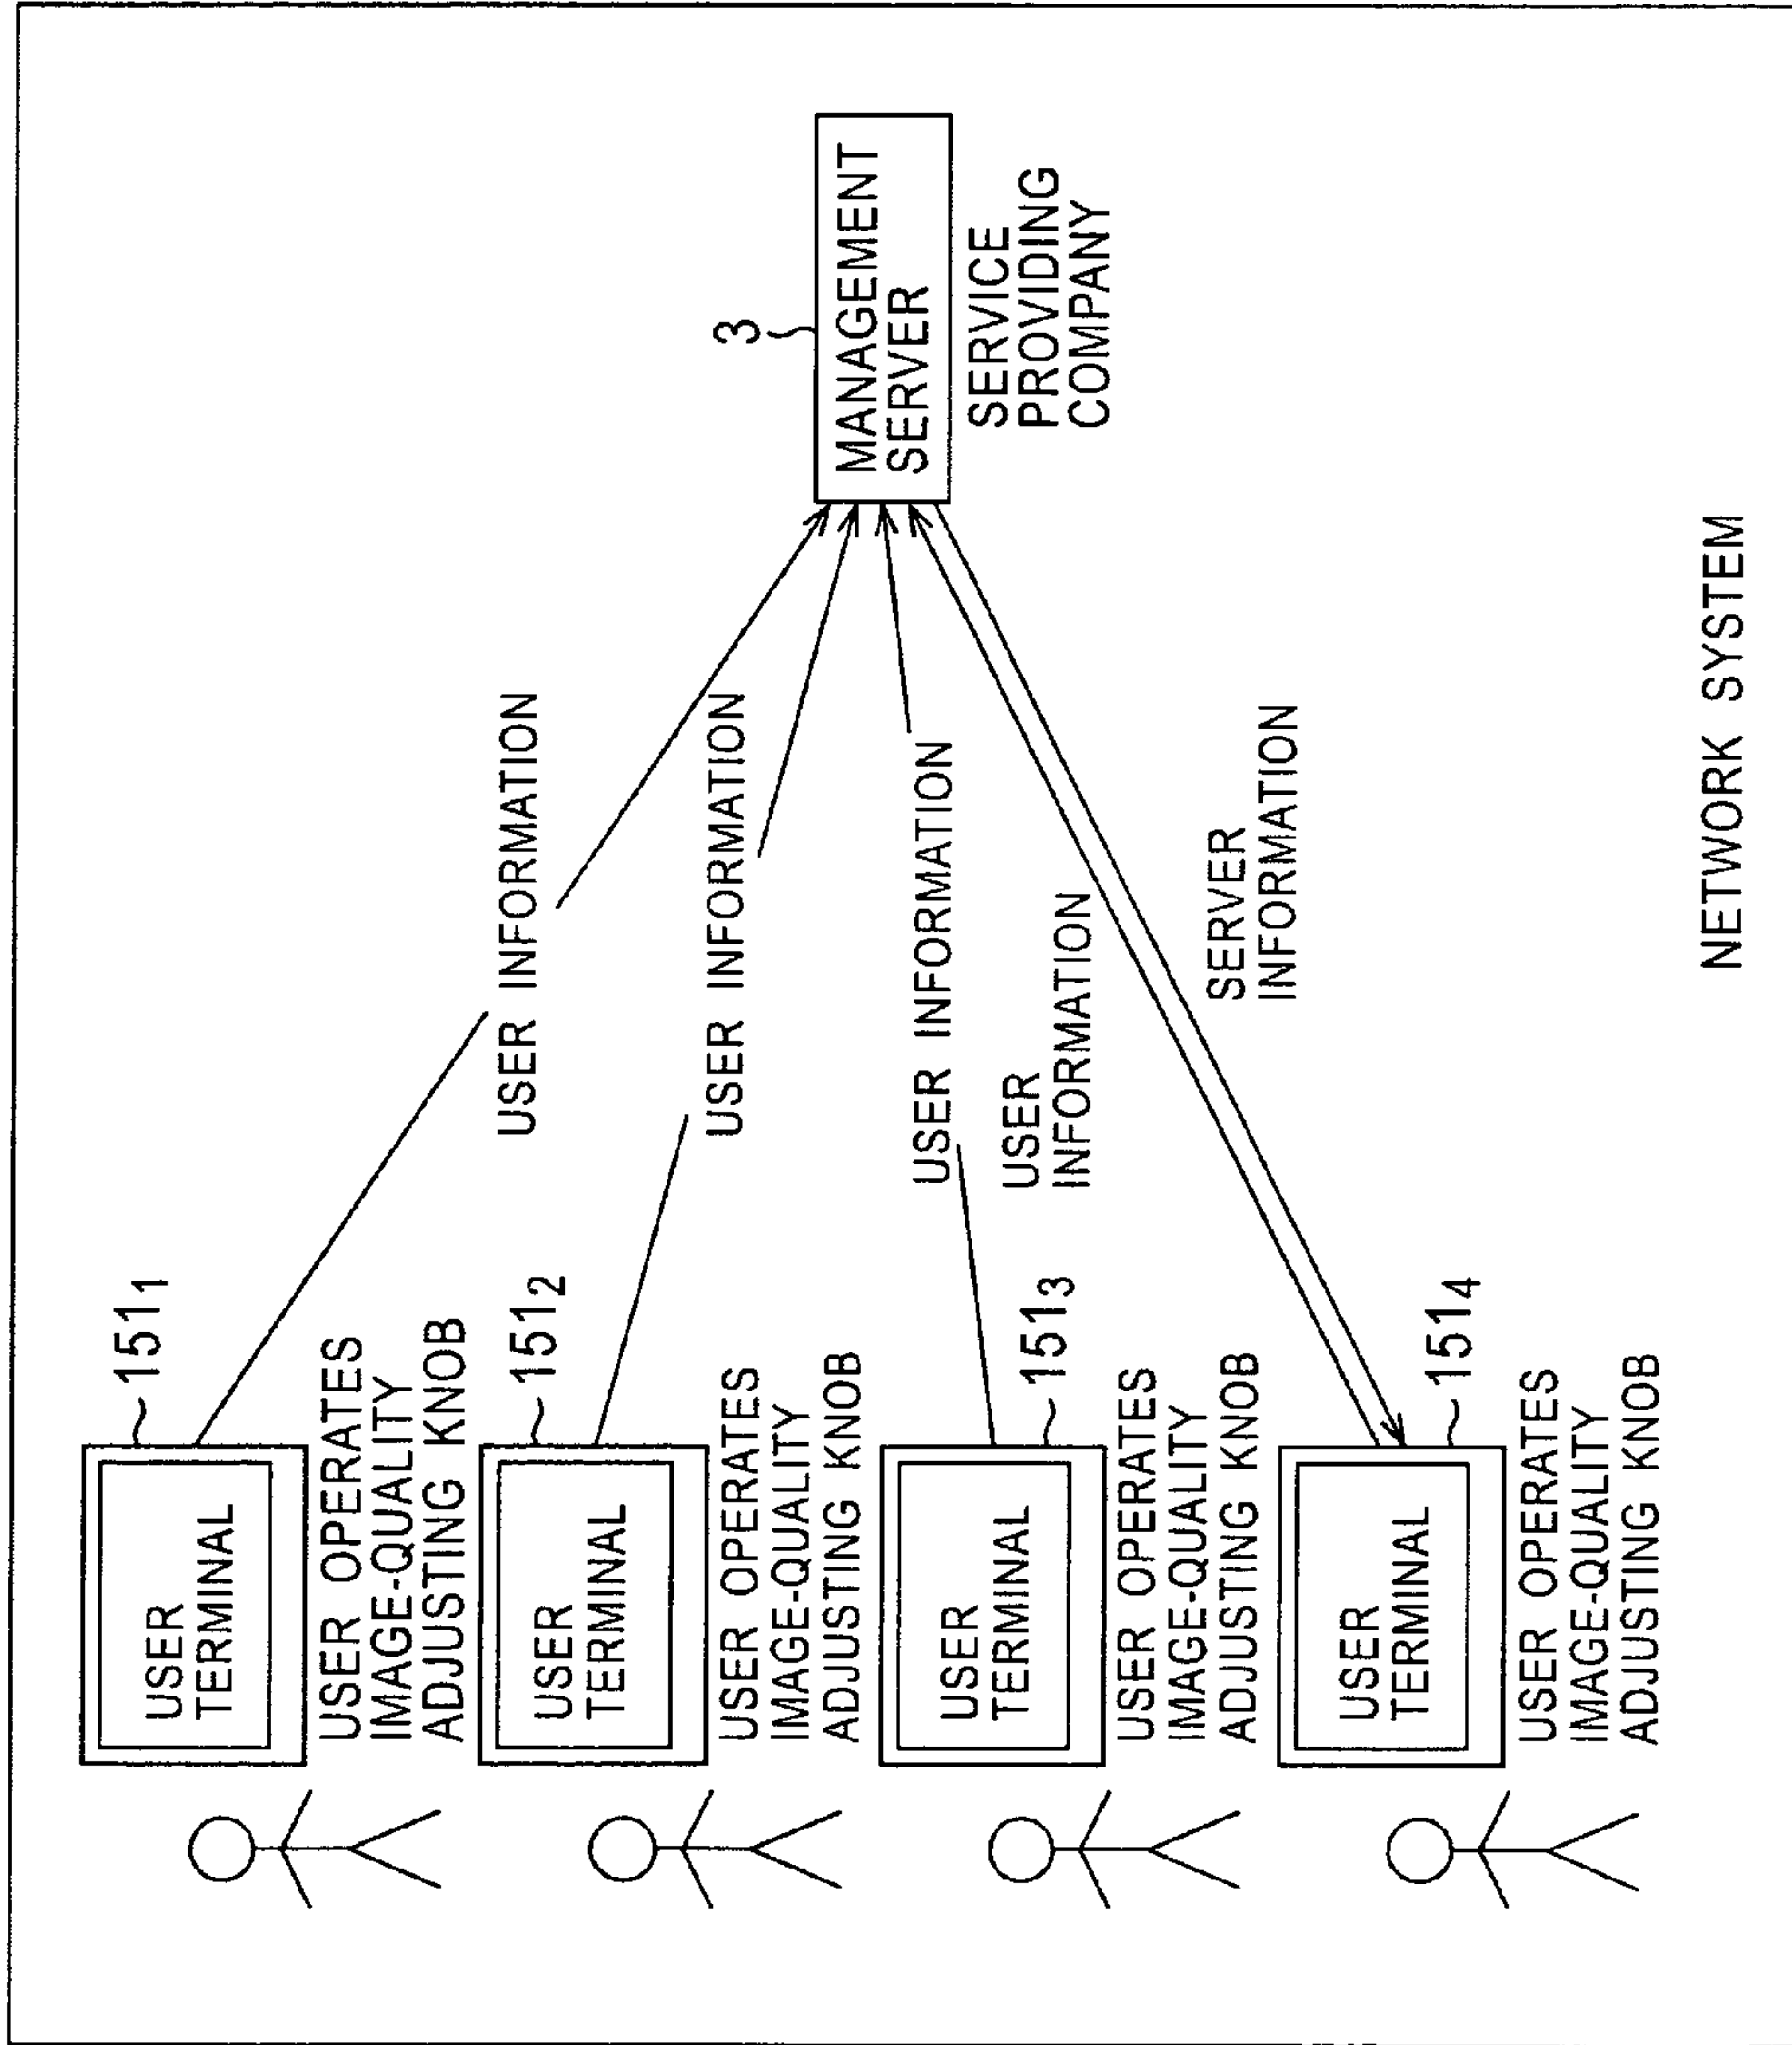 151₁
USER
TERMINAL
USER OPERATES
IMAGE-QUALITY
ADJUSTING KNOB
USER INFORMATION
151₂
USER
TERMINAL
USER OPERATES
IMAGE-QUALITY
ADJUSTING KNOB
USER INFORMATION
3
MANAGEMENT
SERVER
SERVICE
PROVIDING
COMPANY
151₃
USER
TERMINAL
USER OPERATES
IMAGE-QUALITY
ADJUSTING KNOB
USER INFORMATION
USER
INFORMATION
SERVER
INFORMATION
151₄
USER
TERMINAL
USER OPERATES
IMAGE-QUALITY
ADJUSTING KNOB
NETWORK SYSTEM